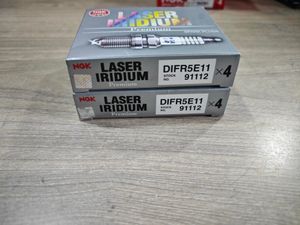 LASER
IRIDIUM
Premium
NGK
LASER
IRIDIUM
Premium
DIFR5E11
STOCK
NO.
91112
×4
NGK
LASER
IRIDIUM
Premium
DIFR5E11
STOCK
NO.
91112
×4